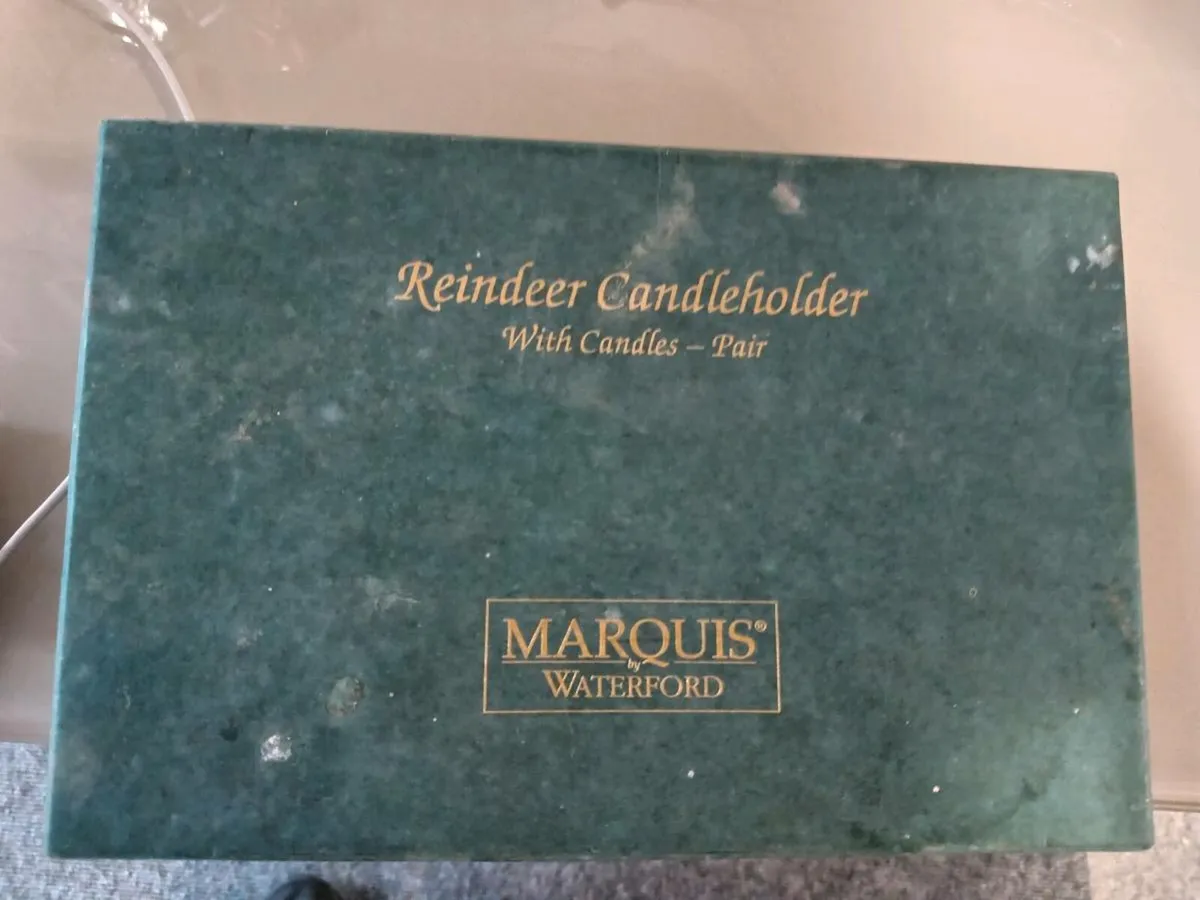 Reindeer Candleholder
With Candles – Pair
MARQUIS®
by
WATERFORD